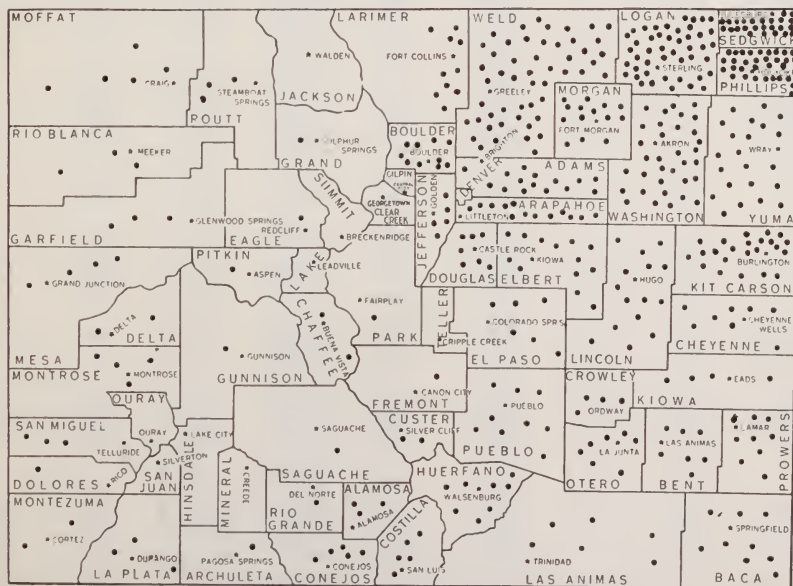 MOFFAT
CRAIG
STEAMBOAT
SPRINGS
POUTT
WALDEN
JACKSON
LARIMER
FORT COLLINS
WELD
GREELEY
LOGAN
STERLING
SEDGWICK
PHILLIPS
RIO BLANCA
MEEKER
SULPHUR
SPRINGS
GRAND
BOULDER
BOULDER
MORGAN
FORT MORGAN
BRIGHTON
ADAMS
AKRON
WASHINGTON
WRAY
YUMA
GARFIELD
GLENWOOD SPRINGS
EAGLE
REDCLIFF
SUMMIT
BRECKENRIDGE
GILPIN
CENTRAL
GEORGETOWN
CLEAR
CREEK
JEFFERSON
GOLDEN
DENVER
LITTLETON
ARAPAHOE
MESA
GRAND JUNCTION
PITKIN
ASPEN
LAKE
LEADVILLE
FAIRPLAY
PARK
DOUGLAS
CASTLE ROCK
ELBERT
KIOWA
LINCOLN
HUGO
KIT CARSON
BURLINGTON
DELTA
DELTA
GUNNISON
GUNNISON
CHAFFEE
BUENA VISTA
TELLER
CRIPPLE CREEK
COLORADO SPRS.
EL PASO
CHEYENNE
WELLS
CHEYENNE
MONTROSE
MONTROSE
OURAY
OURAY
FREMONT
CANON CITY
CROWLEY
ORDWAY
KIOWA
EADS
SAN MIGUEL
TELLURIDE
LAKE CITY
HINSDALE
SAGUACHE
SAGUACHE
CUSTER
SILVER CLIFF
PUEBLO
PUEBLO
OTERO
LA JUNTA
LAS ANIMAS
BENT
LAMAR
PROWERS
DOLORES
RICO
SILVERTON
SAN
JUAN
MINERAL
CREEDE
DEL NORTE
RIO
GRANDE
ALAMOSA
ALAMOSA
HUERFANO
WALSENBURG
MONTEZUMA
CORTEZ
LA PLATA
DURANGO
ARCHULETA
PAGOSA SPRINGS
CONEJOS
CONEJOS
COSTILLA
SAN LUIS
TRINIDAD
LAS ANIMAS
SPRINGFIELD
BACA